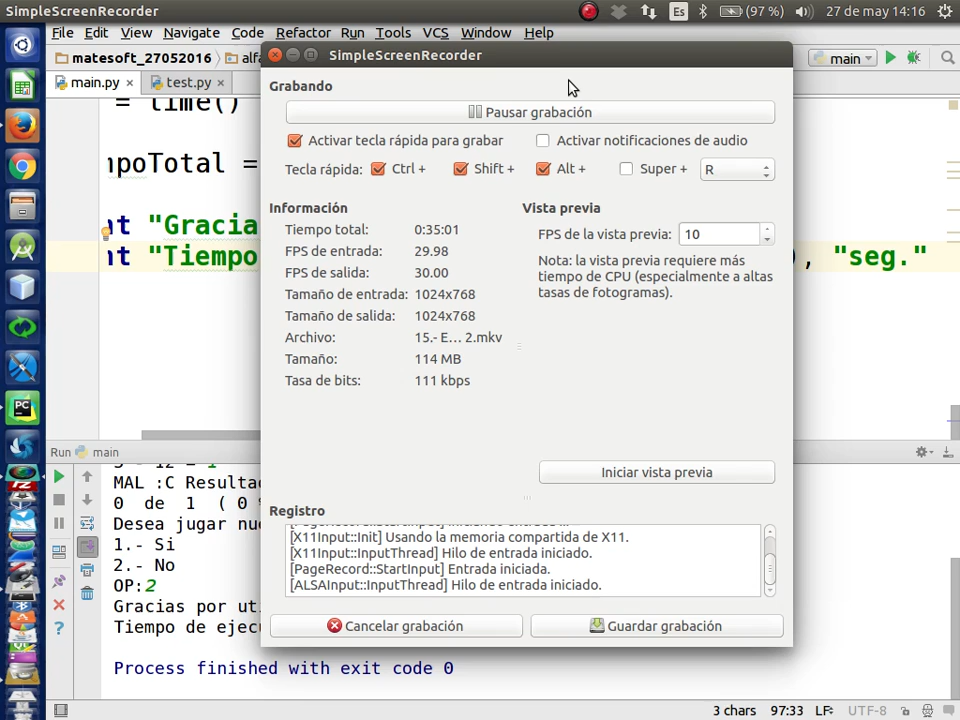 SimpleScreenRecorder
Es (97 %) 27 de may 14:16
File Edit View Navigate Code Refactor Run Tools VCS Window Help
matesoft_27052016 main
main.py × test.py ×
= time()
mpoTotal =
nt "Gracia
nt "Tiempo ), "seg."
SimpleScreenRecorder
Grabando
Pausar grabación
Activar tecla rápida para grabar Activar notificaciones de audio
Tecla rápida: Ctrl + Shift + Alt + Super + R
Información Vista previa
Tiempo total: 0:35:01
FPS de entrada: 29.98
FPS de salida: 30.00
Tamaño de entrada: 1024x768
Tamaño de salida: 1024x768
Archivo: 15.- E... 2.mkv
Tamaño: 114 MB
Tasa de bits: 111 kbps
FPS de la vista previa: 10
Nota: la vista previa requiere más
tiempo de CPU (especialmente a altas
tasas de fotogramas).
Iniciar vista previa
Registro
[X11Input::Init] Usando la memoria compartida de X11.
[X11Input::InputThread] Hilo de entrada iniciado.
[PageRecord::StartInput] Entrada iniciada.
[ALSAInput::InputThread] Hilo de entrada iniciado.
Cancelar grabación Guardar grabación
Run main
MAL :C Resulta
0 de 1 ( 0 %
Desea jugar nu
1.- Si
2.- No
OP:2
Gracias por ut
Tiempo de ejec
Process finished with exit code 0
3 chars 97:33 LF÷ UTF-8